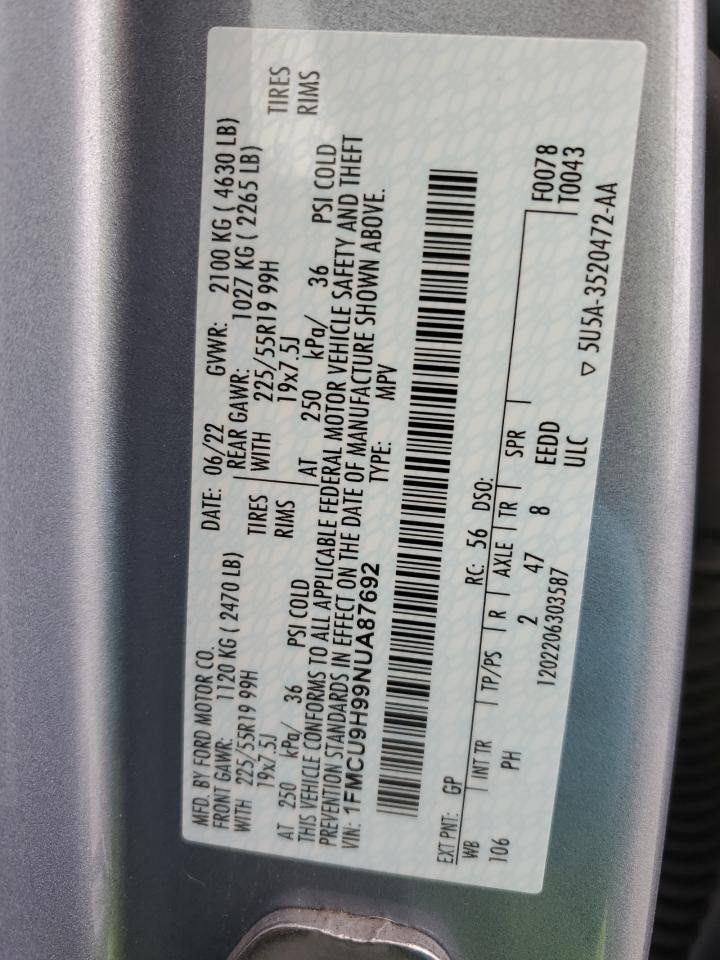 MFD. BY FORD MOTOR CO.
DATE: 06/22 GVWR: 2100 KG ( 4630 LB)
FRONT GAWR: 1120 KG ( 2470 LB) REAR GAWR: 1027 KG ( 2265 LB)
WITH 225/55R19 99H TIRES WITH 225/55R19 99H TIRES
19x7.5J RIMS 19x7.5J RIMS
AT 250 kPa/ 36 PSI COLD AT 250 kPa/ 36 PSI COLD
THIS VEHICLE CONFORMS TO ALL APPLICABLE FEDERAL MOTOR VEHICLE SAFETY AND THEFT
PREVENTION STANDARDS IN EFFECT ON THE DATE OF MANUFACTURE SHOWN ABOVE.
VIN: 1FMCU9H99NUA87692 TYPE: MPV
EXT PNT: GP RC: 56 DSO: F0078
WB INT TR TP/PS R AXLE TR SPR T0043
106 PH 2 47 8 EEDD
1202206303587 ULC ▽ 5U5A-3520472-AA